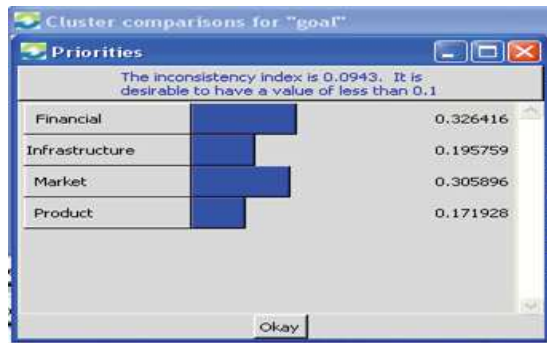 Cluster comparisons for "goal"
Priorities
The inconsistency index is 0.0943. It is
desirable to have a value of less than 0.1
Financial 0.326416
Infrastructure 0.195759
Market 0.305896
Product 0.171928
Okay